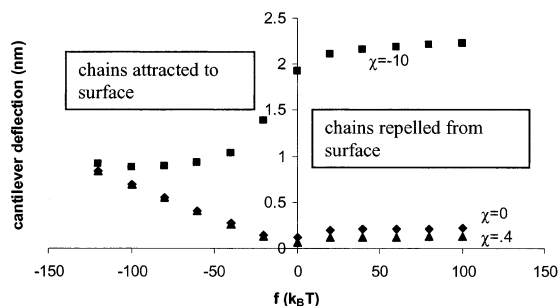 2.5
2
1.5
1
0.5
0
-150
-100
-50
0
50
100
150
cantilever deflection (nm)
f (kBT)
chains attracted to
surface
chains repelled from
surface
χ=-10
χ=0
χ=.4